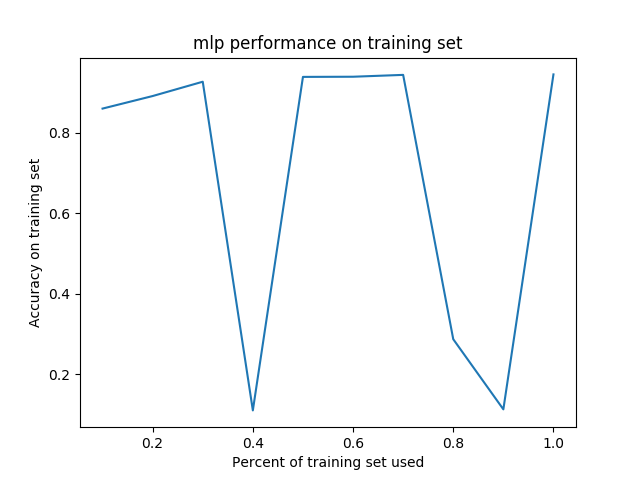 mlp performance on training set
Accuracy on training set
0.8
0.6
0.4
0.2
0.2 0.4 0.6 0.8 1.0
Percent of training set used